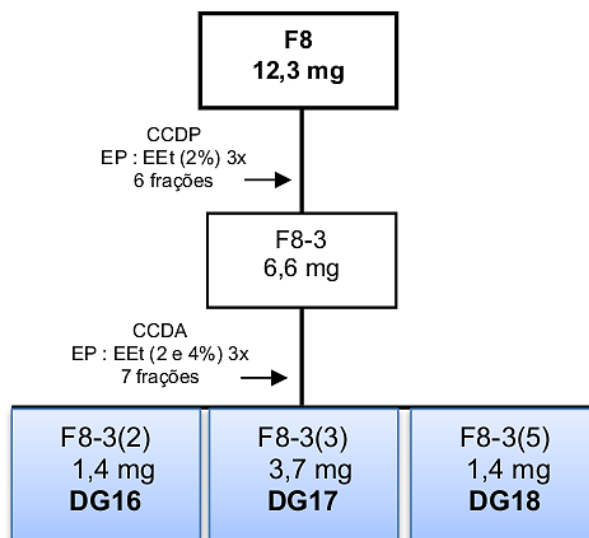 F8
12,3 mg
CCDP
EP : EEt (2%) 3x
6 frações
F8-3
6,6 mg
CCDA
EP : EEt (2 e 4%) 3x
7 frações
F8-3(2)
1,4 mg
DG16
F8-3(3)
3,7 mg
DG17
F8-3(5)
1,4 mg
DG18